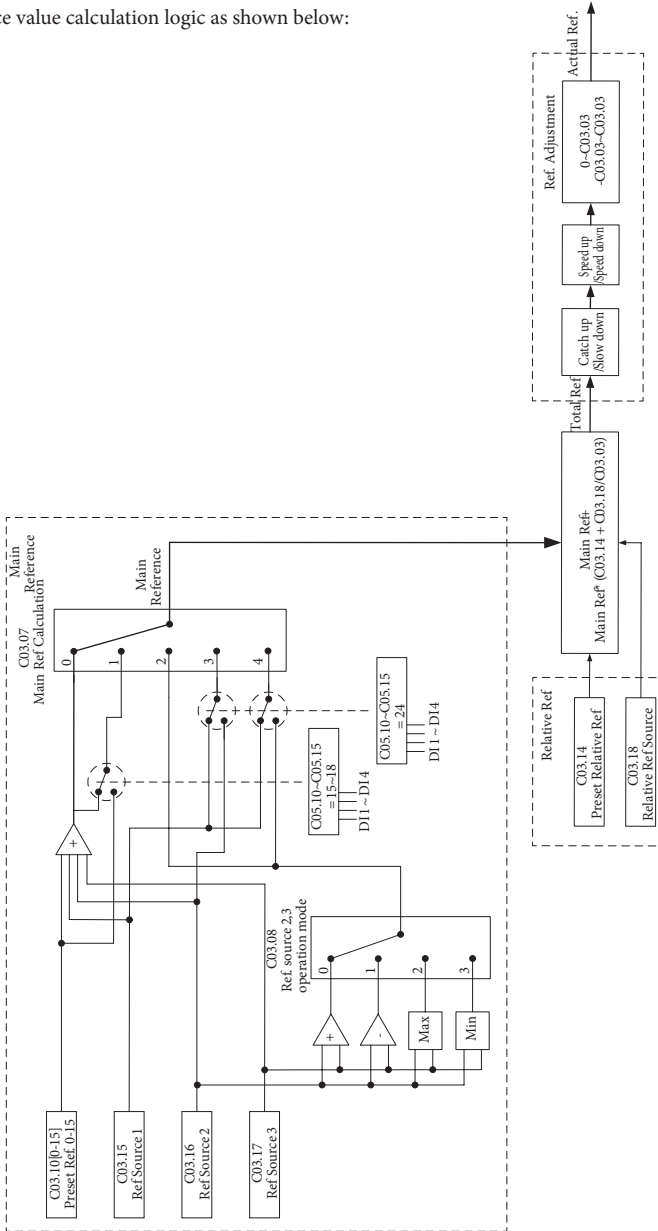 ce value calculation logic as shown below:
C03.10[0-15]
Preset Ref. 0-15
C03.15
Ref Source 1
C03.16
Ref Source 2
C03.17
Ref Source 3
+
-
Max
Min
C03.08
Ref. source 2,3
operation mode
0
1
2
3
+
C05.10~C05.15
= 15~18
DI1 ~ DI4
C05.10~C05.15
= 24
DI1 ~ DI4
C03.07
Main Ref Calculation
Main
Reference
0
1
2
3
4
Main
Reference
Relative Ref
C03.14
Preset Relative Ref
C03.18
Relative Ref Source
Main Ref+
Main Ref* (C03.14 + C03.18/C03.03)
Total Ref
Ref. Adjustment
Catch up
/Slow down
Speed up
/Speed down
0~C03.03
-C03.03~C03.03
Actual Ref.